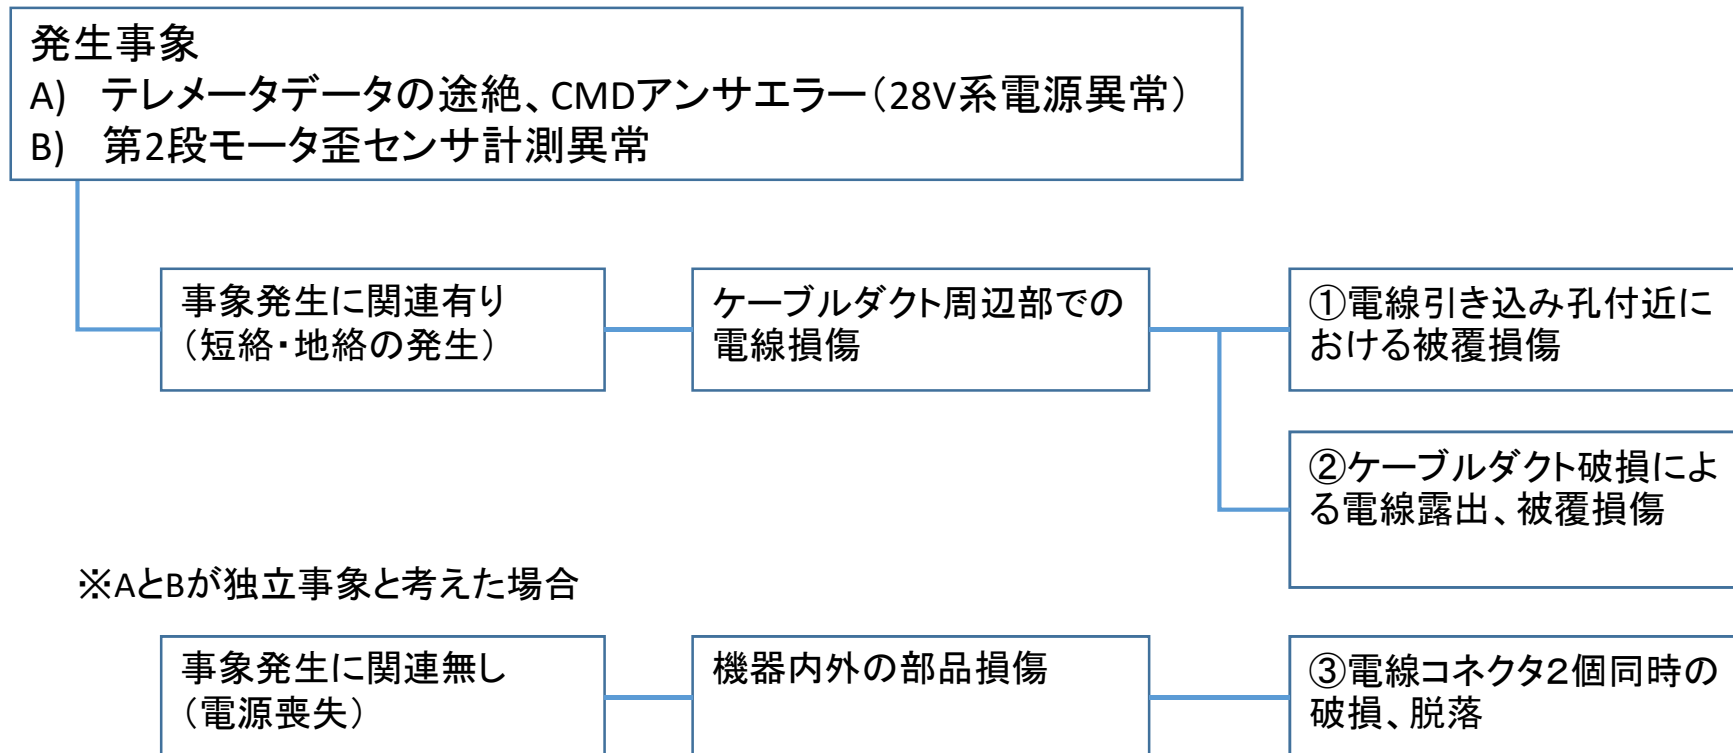 発生事象
A) テレメータデータの途絶、CMDアンサエラー（28V系電源異常）
B) 第2段モータ歪センサ計測異常
事象発生に関連有り
（短絡・地絡の発生）
ケーブルダクト周辺部での
電線損傷
①電線引き込み孔付近に
おける被覆損傷
②ケーブルダクト破損によ
る電線露出、被覆損傷
※AとBが独立事象と考えた場合
事象発生に関連無し
（電源喪失）
機器内外の部品損傷
③電線コネクタ２個同時の
破損、脱落